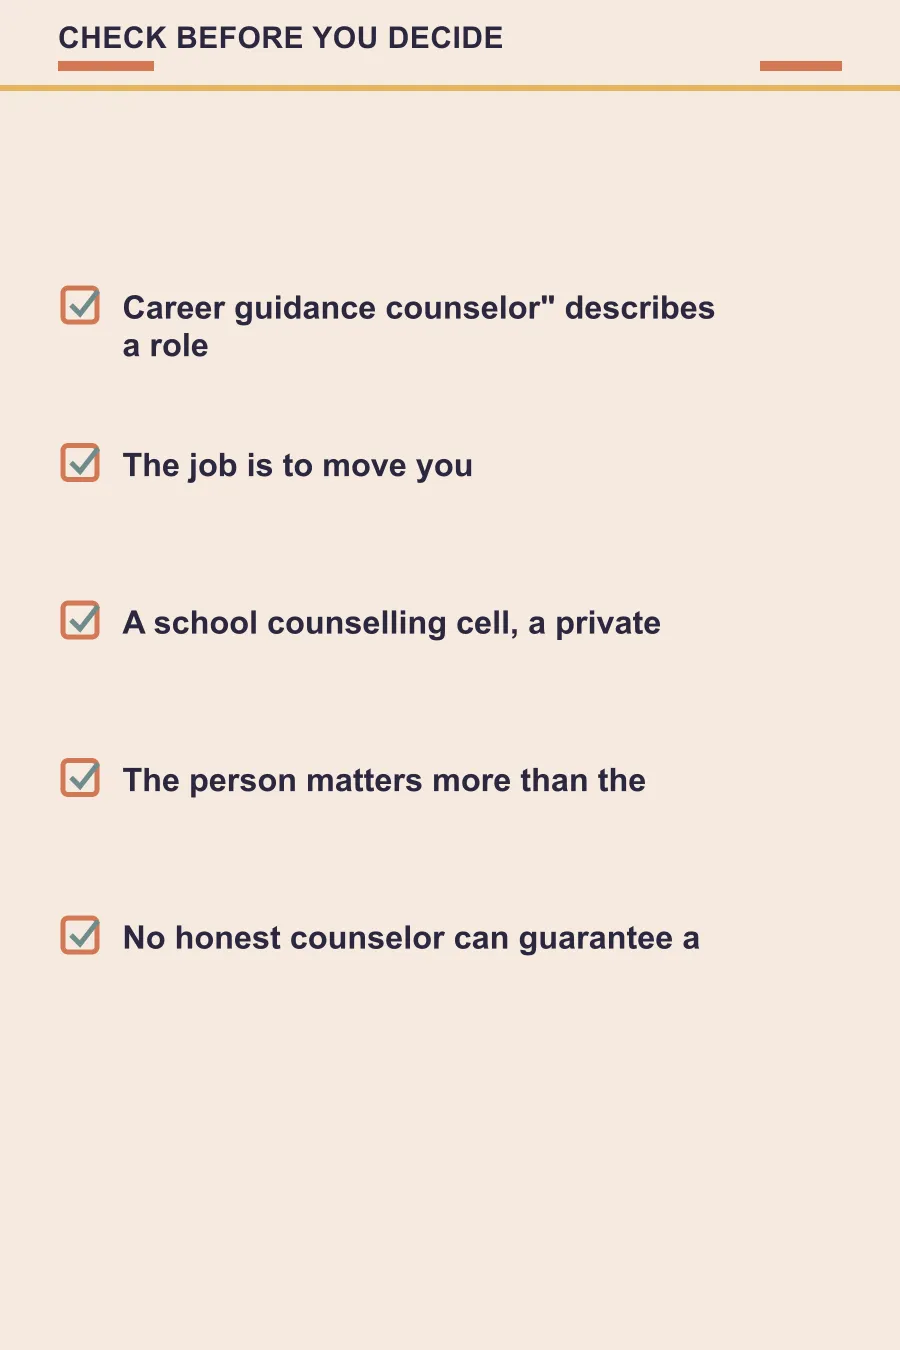 CHECK BEFORE YOU DECIDE
Career guidance counselor" describes
a role
The job is to move you
A school counselling cell, a private
The person matters more than the
No honest counselor can guarantee a